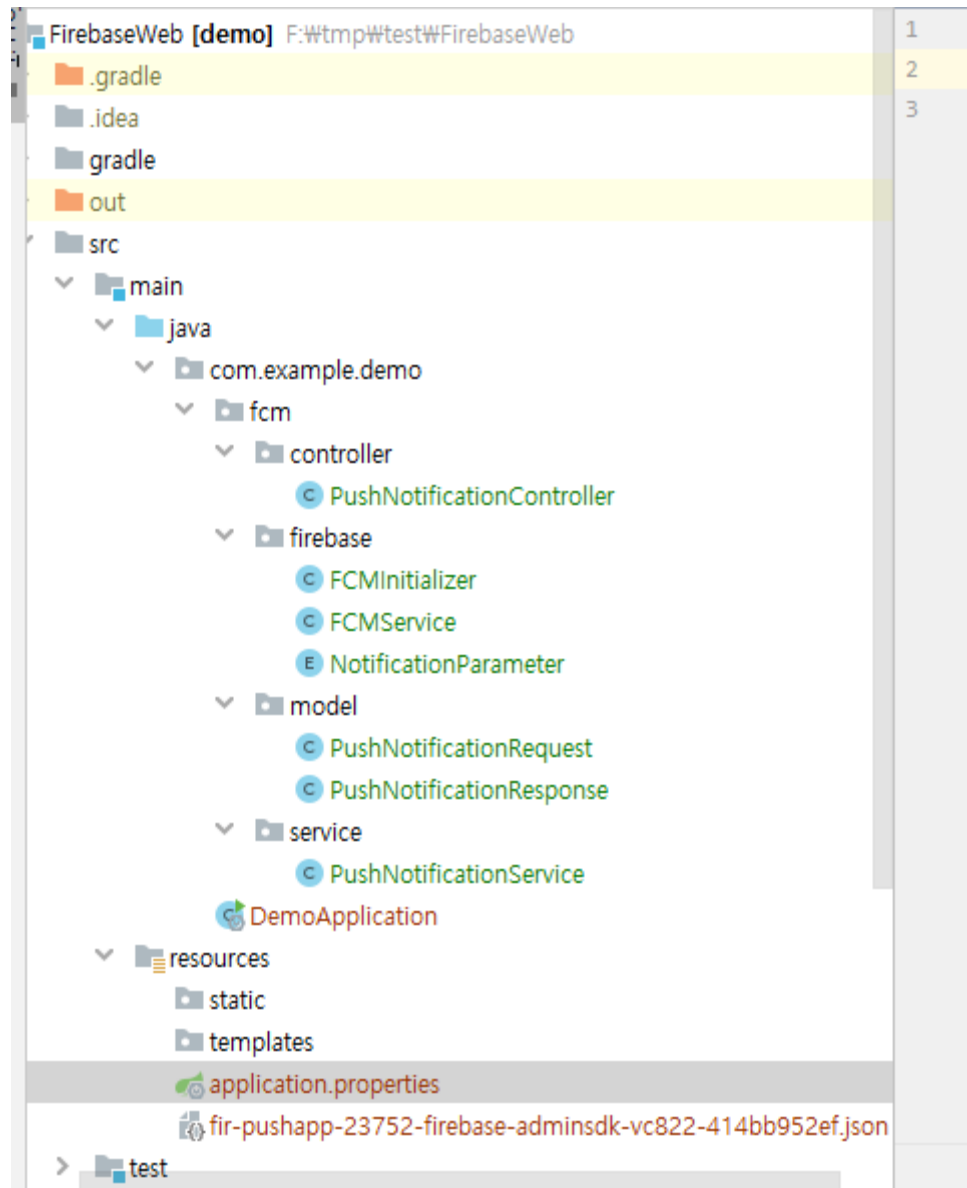 FirebaseWeb [demo] F:₩tmp₩test₩FirebaseWeb
.gradle
.idea
gradle
out
src
main
java
com.example.demo
fcm
controller
C PushNotificationController
firebase
C FCMInitializer
C FCMService
E NotificationParameter
model
C PushNotificationRequest
C PushNotificationResponse
service
C PushNotificationService
DemoApplication
resources
static
templates
application.properties
fir-pushapp-23752-firebase-adminsdk-vc822-414bb952ef.json
test
1
2
3